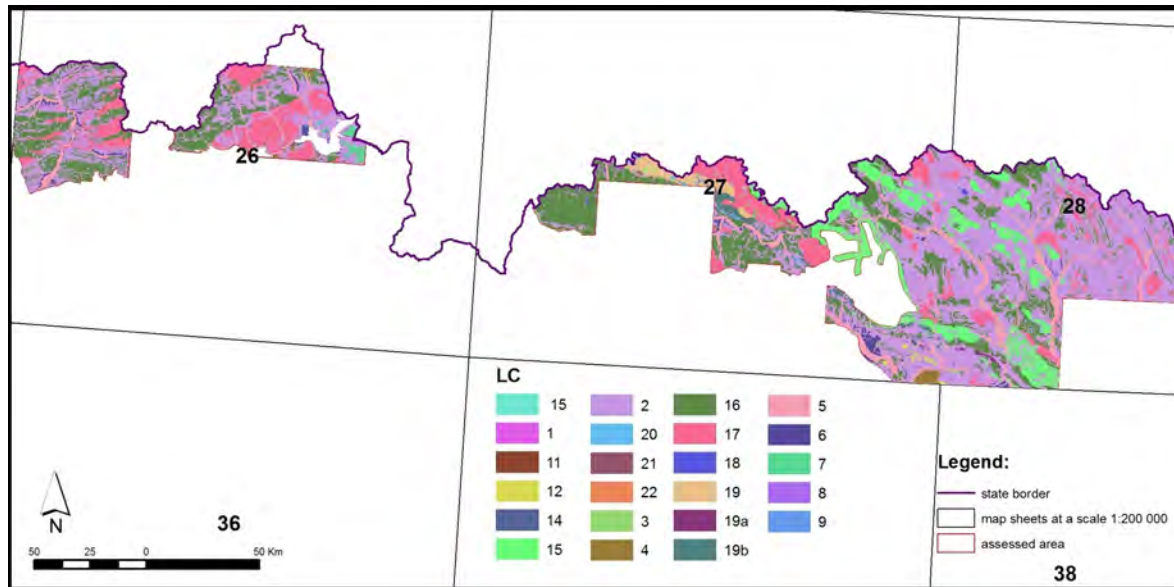 26
27
28
LC
15 2 16 5
1 20 17 6
11 21 18 7
12 22 19 8
14 3 19a 9
15 4 19b
Legend:
state border
map sheets at a scale 1:200 000
assessed area
N
36
38
50 25 0 50 Km